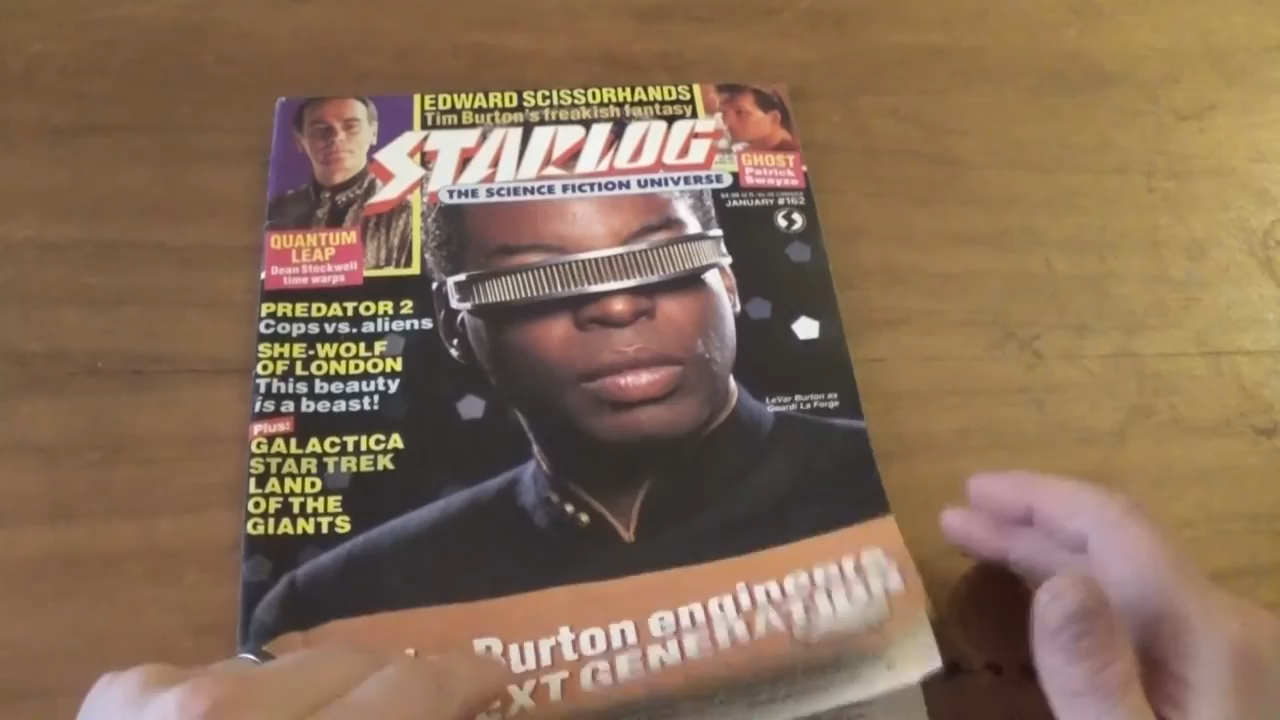 EDWARD SCISSORHANDS
Tim Burton's freakish fantasy
STARLOG
THE SCIENCE FICTION UNIVERSE
GHOST
Patrick
Swayze
JANUARY #162
QUANTUM
LEAP
Dean Stockwell
time warps
PREDATOR 2
Cops vs. aliens
SHE-WOLF
OF LONDON
This beauty
is a beast!
Plus:
GALACTICA
STAR TREK
LAND
OF THE
GIANTS
LeVar Burton as
Geordi La Forge
Burton engineers
EXT GENERATION